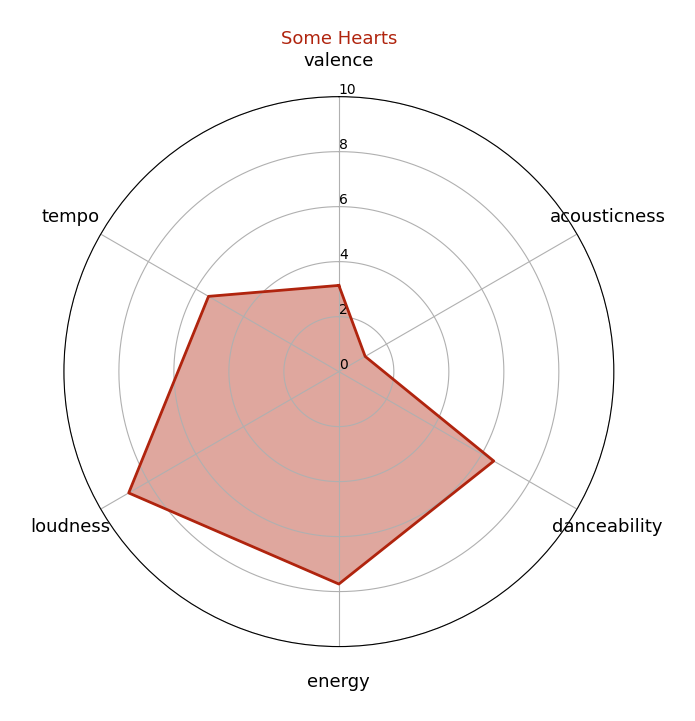 Some Hearts
valence
10
8
tempo
acousticness
6
4
2
0
loudness
danceability
energy